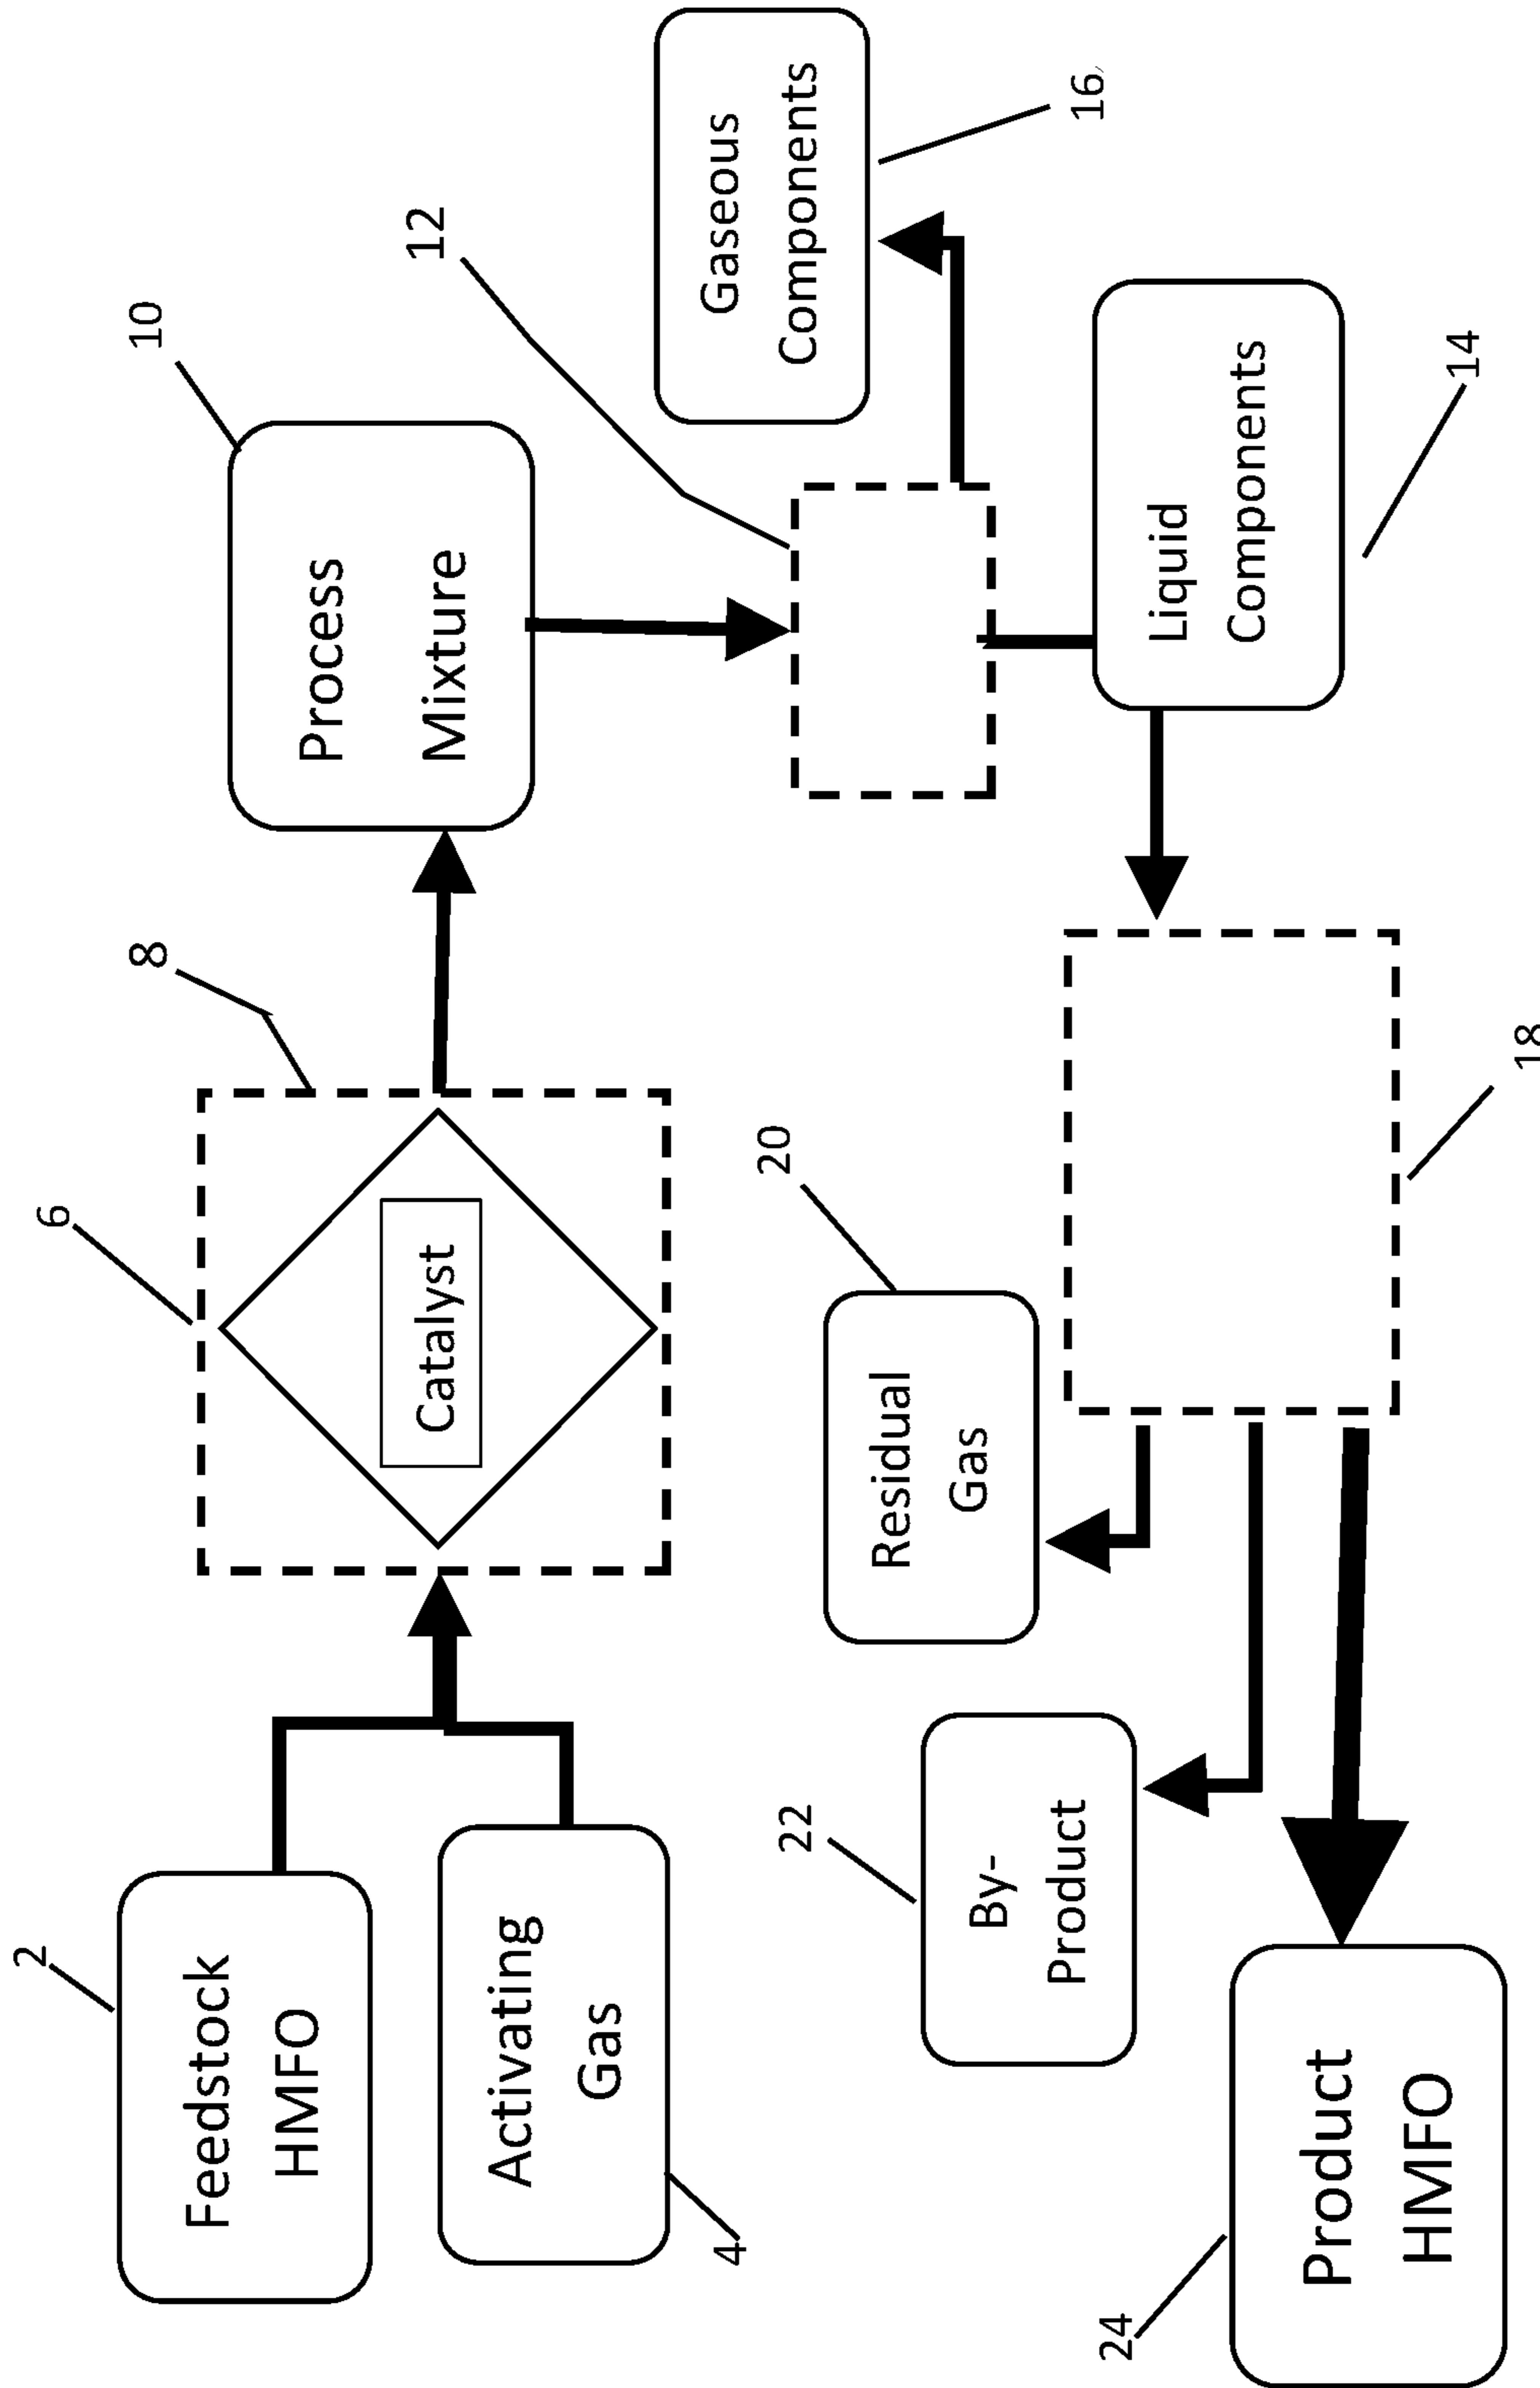 2
Feedstock
HMFO
Activating
Gas
4
6
Catalyst
8
10
Process
Mixture
12
Gaseous
Components
16
Liquid
Components
14
18
20
Residual
Gas
22
By-
Product
24
Product
HMFO